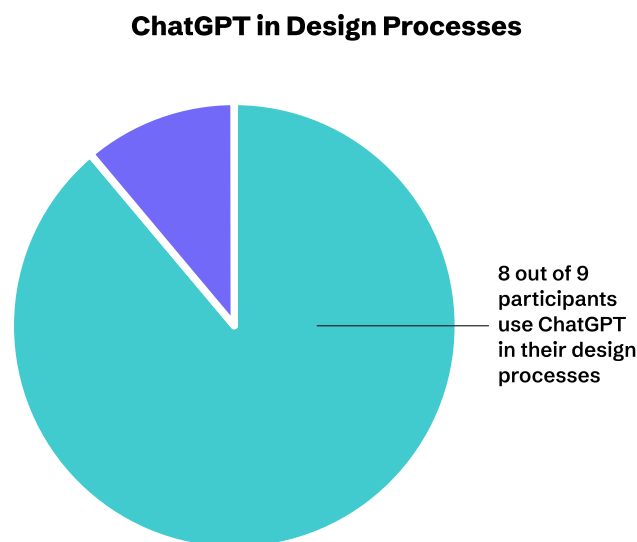 ChatGPT in Design Processes
8 out of 9
participants
use ChatGPT
in their design
processes